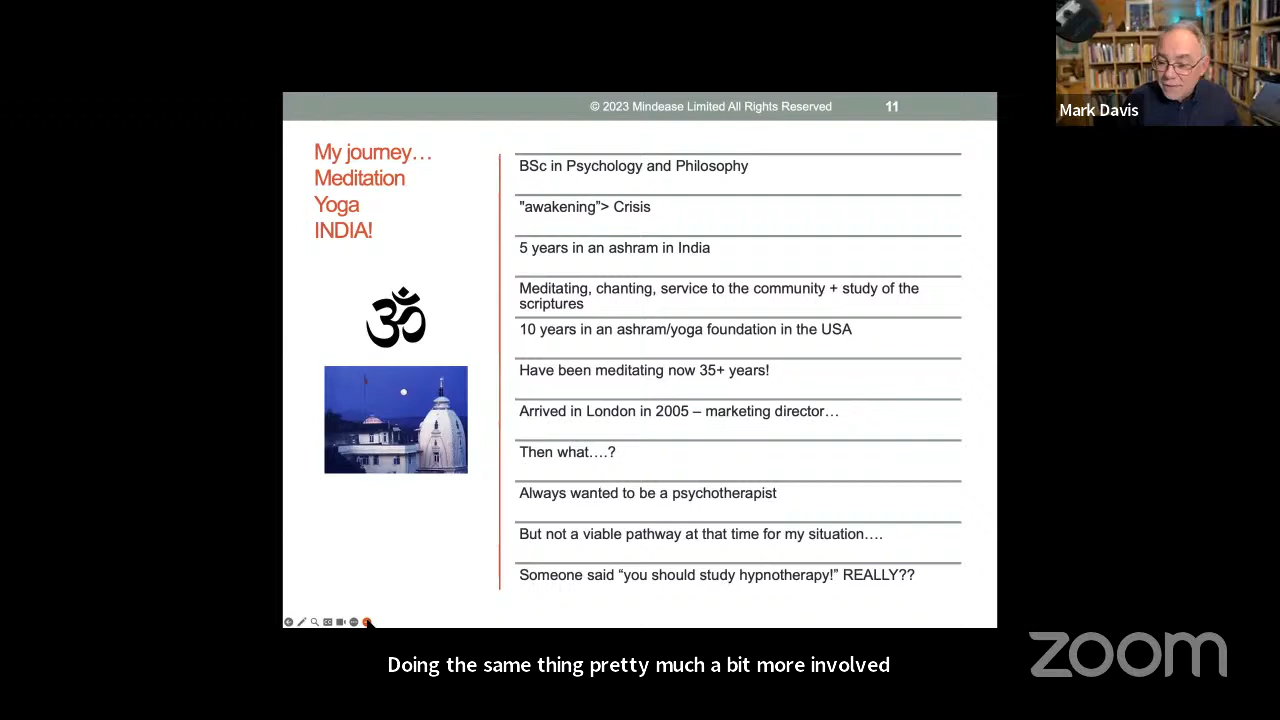 © 2023 Mindease Limited All Rights Reserved 11
Mark Davis
My journey…
Meditation
Yoga
INDIA!
ॐ
BSc in Psychology and Philosophy
"awakening”> Crisis
5 years in an ashram in India
Meditating, chanting, service to the community + study of the
scriptures
10 years in an ashram/yoga foundation in the USA
Have been meditating now 35+ years!
Arrived in London in 2005 – marketing director…
Then what….?
Always wanted to be a psychotherapist
But not a viable pathway at that time for my situation….
Someone said “you should study hypnotherapy!” REALLY??
Doing the same thing pretty much a bit more involved
zoom